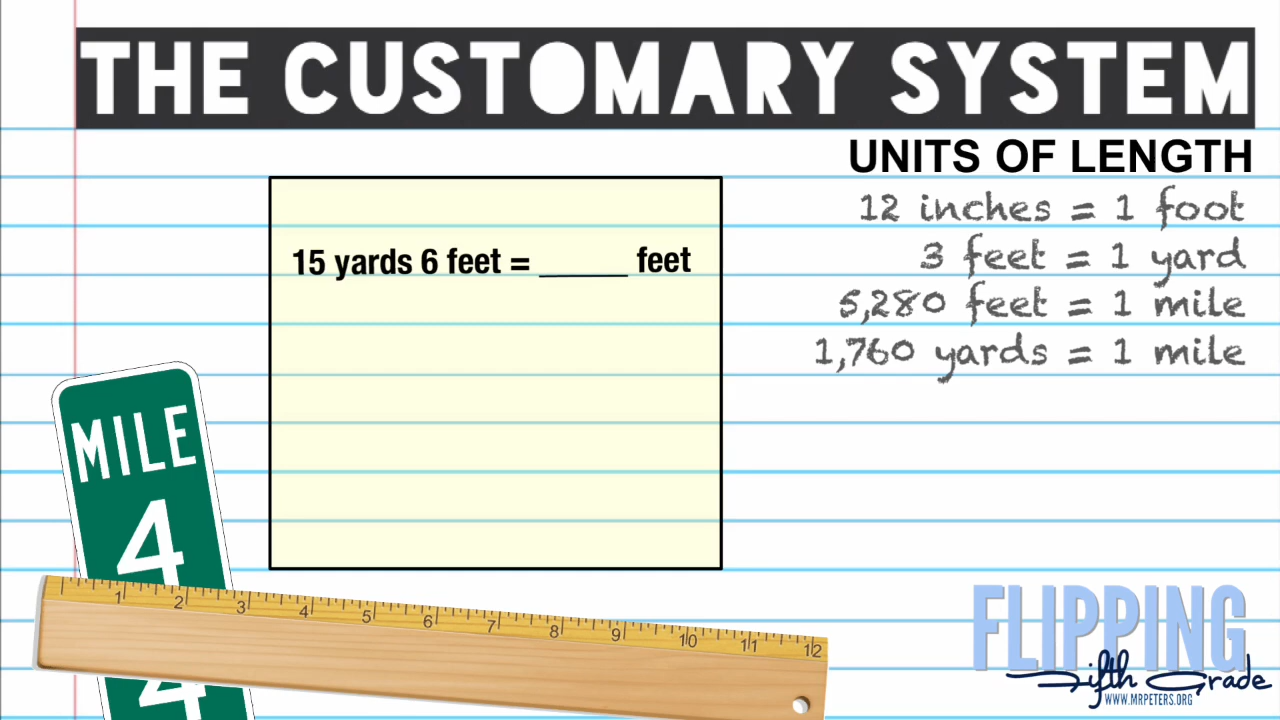 THE CUSTOMARY SYSTEM
UNITS OF LENGTH
12 inches = 1 foot
3 feet = 1 yard
5,280 feet = 1 mile
1,760 yards = 1 mile
15 yards 6 feet = ______ feet
MILE
4
4
1 2 3 4 5 6 7 8 9 10 11 12
FLIPPING
Fifth Grade
WWW.MRPETERS.ORG